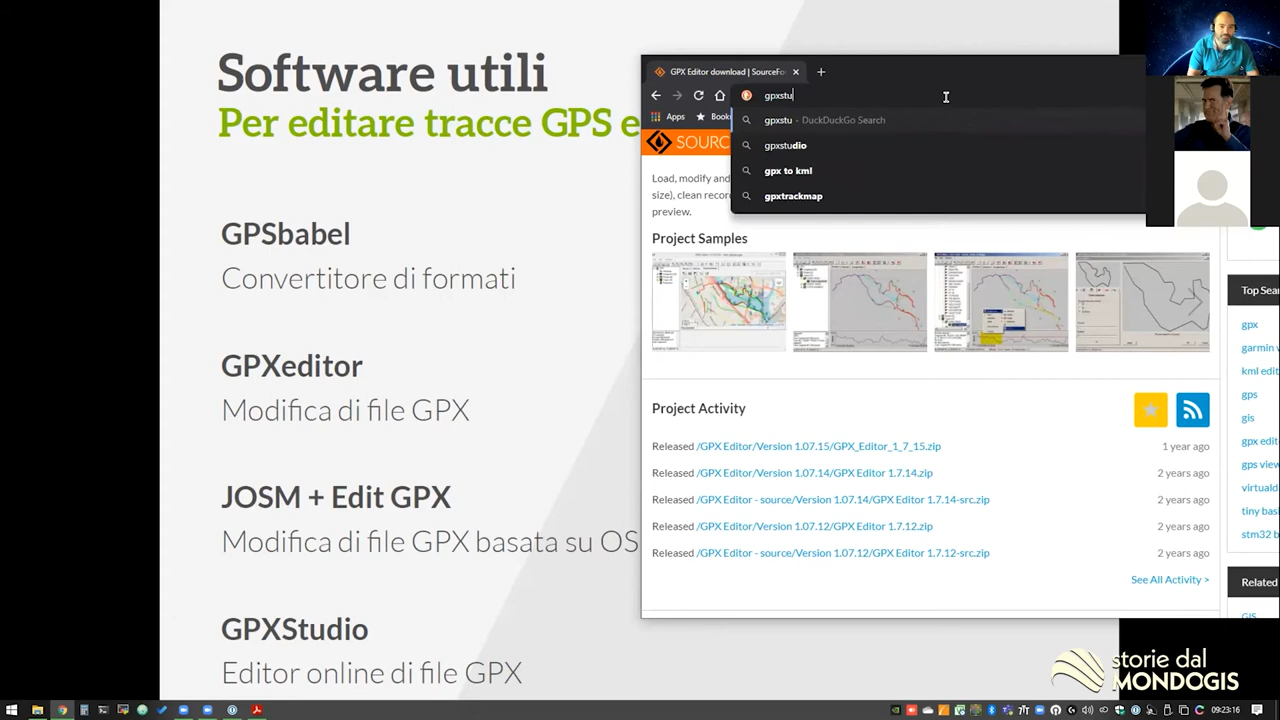 Software utili
Per editare tracce GPS e
GPSbabel
Convertitore di formati
GPXeditor
Modifica di file GPX
JOSM + Edit GPX
Modifica di file GPX basata su OS
GPXStudio
Editor online di file GPX
GPX Editor download | SourceFo
gpxstu
Apps
Book
gpxstu - DuckDuckGo Search
gpxstudio
gpx to kml
gpxtrackmap
SOURC
Load, modify and
size), clean recor
preview.
Project Samples
Project Activity
Released /GPX Editor/Version 1.07.15/GPX_Editor_1_7_15.zip 1 year ago
Released /GPX Editor/Version 1.07.14/GPX Editor 1.7.14.zip 2 years ago
Released /GPX Editor - source/Version 1.07.14/GPX Editor 1.7.14-src.zip 2 years ago
Released /GPX Editor/Version 1.07.12/GPX Editor 1.7.12.zip 2 years ago
Released /GPX Editor - source/Version 1.07.12/GPX Editor 1.7.12-src.zip 2 years ago
See All Activity >
Top Sear
gpx
garmin v
kml edit
gps
gis
gpx edit
gps view
virtuald
tiny basi
stm32 b
Related
GIS
storie dal
MONDOGIS
09:23:16